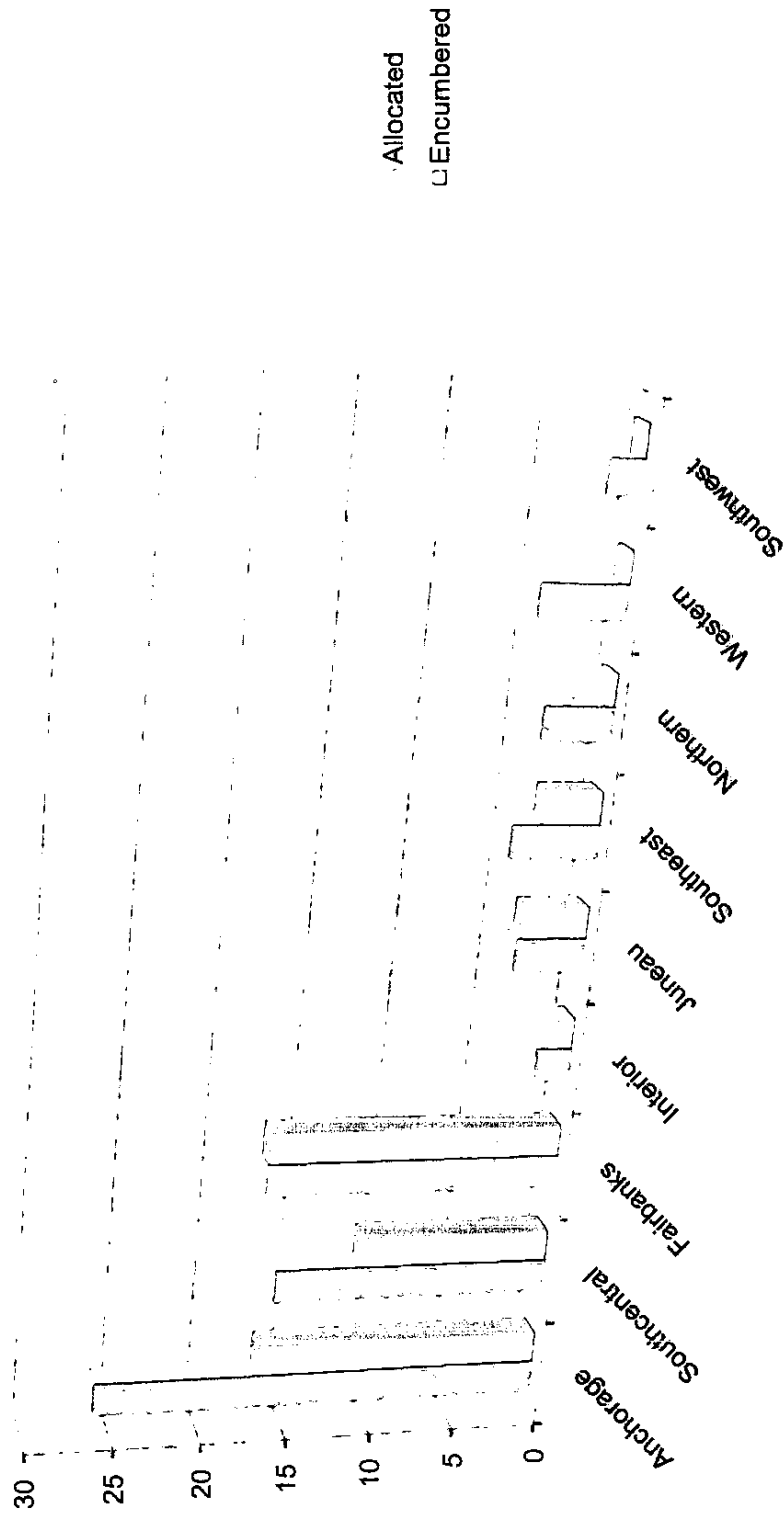 30
25
20
15
10
5
0
Anchorage
Southcentral
Fairbanks
Interior
Juneau
Southeast
Northern
Western
Southwest
Allocated
Encumbered